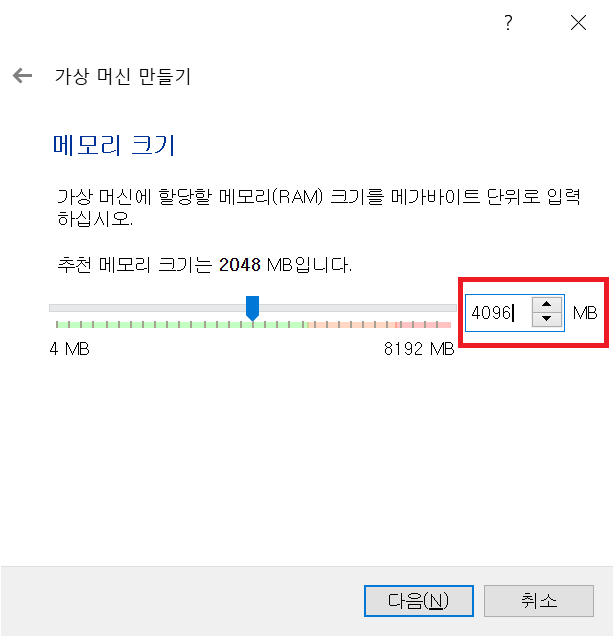 ?
가상 머신 만들기
메모리 크기
가상 머신에 할당할 메모리(RAM) 크기를 메가바이트 단위로 입력
하십시오.
추천 메모리 크기는 2048 MB입니다.
4096 MB
4 MB 8192 MB
다음(N) 취소